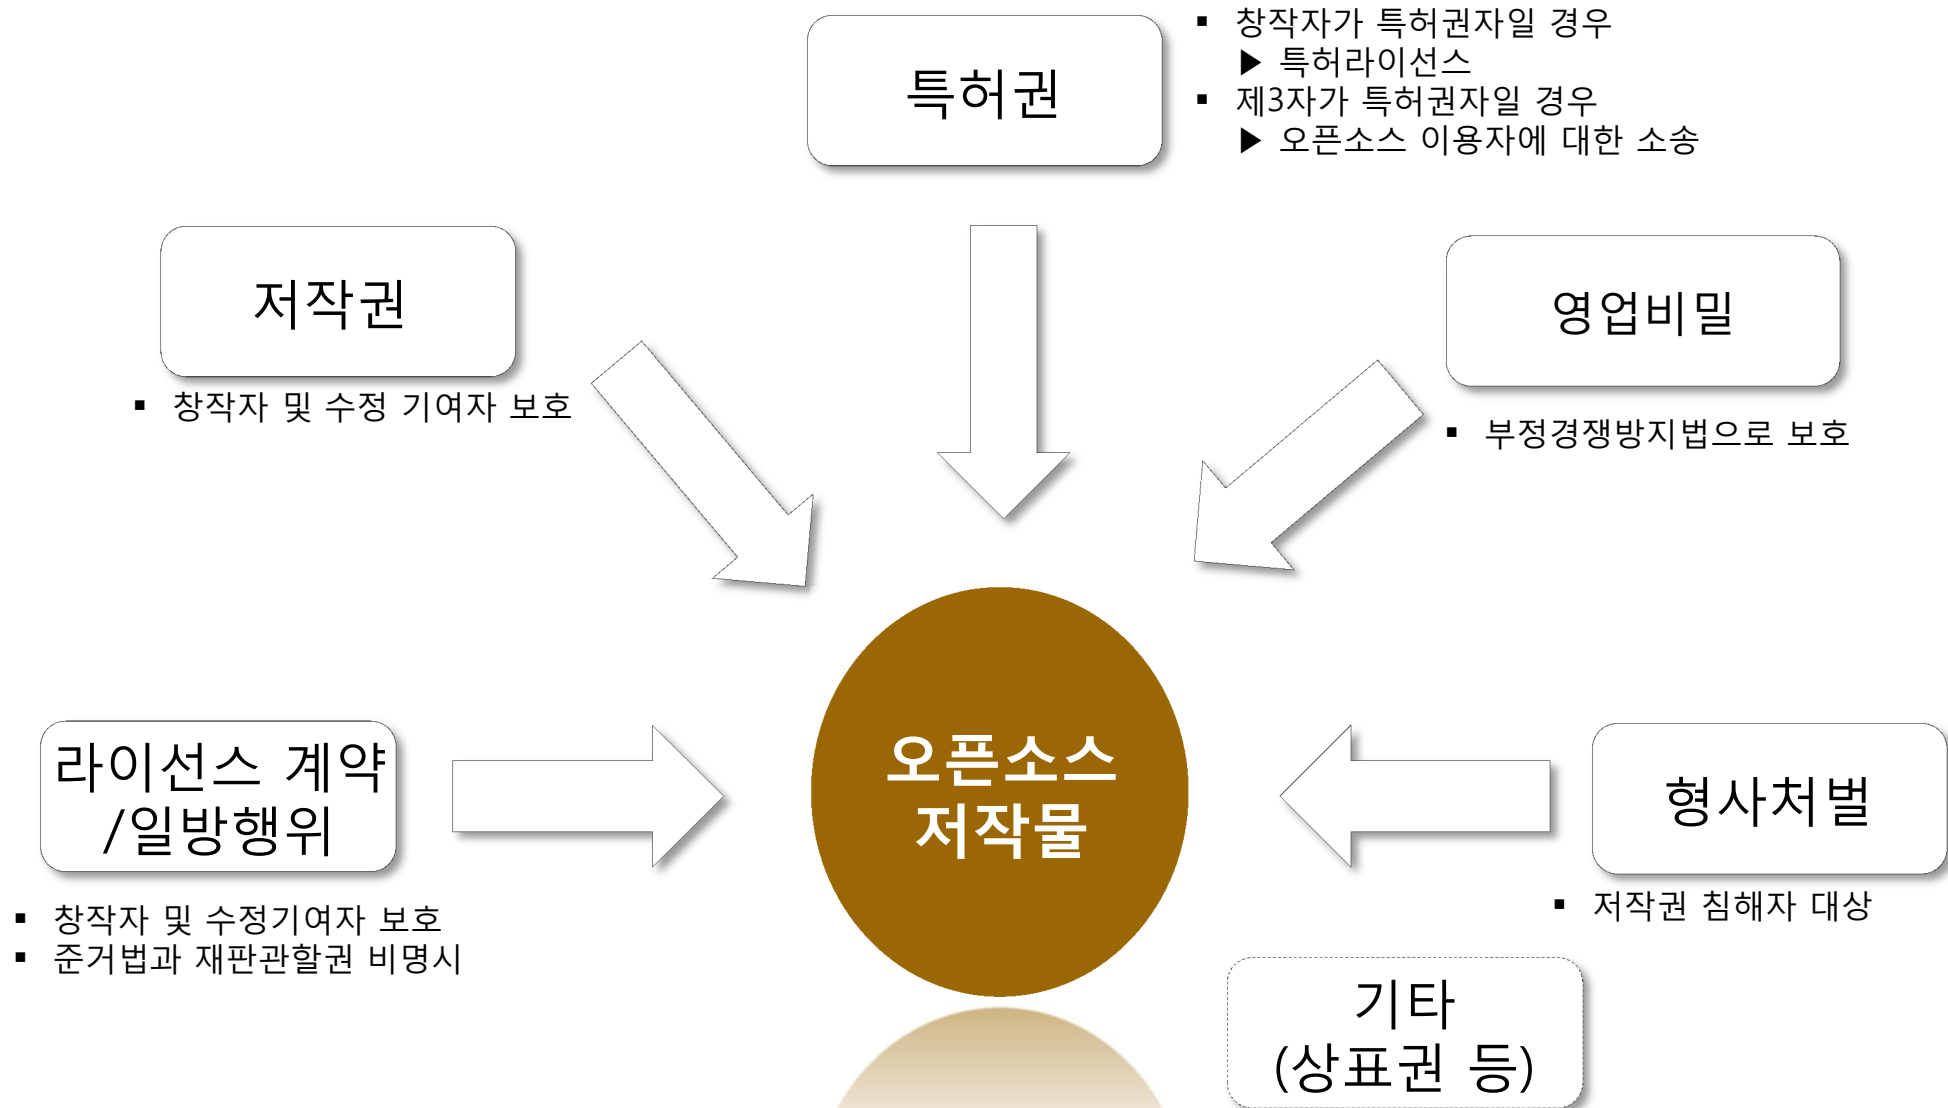 특허권
▪ 창작자가 특허권자일 경우
▶ 특허라이선스
▪ 제3자가 특허권자일 경우
▶ 오픈소스 이용자에 대한 소송
저작권
▪ 창작자 및 수정 기여자 보호
영업비밀
▪ 부정경쟁방지법으로 보호
라이선스 계약
/일방행위
▪ 창작자 및 수정기여자 보호
▪ 준거법과 재판관할권 비명시
오픈소스
저작물
형사처벌
▪ 저작권 침해자 대상
기타
(상표권 등)